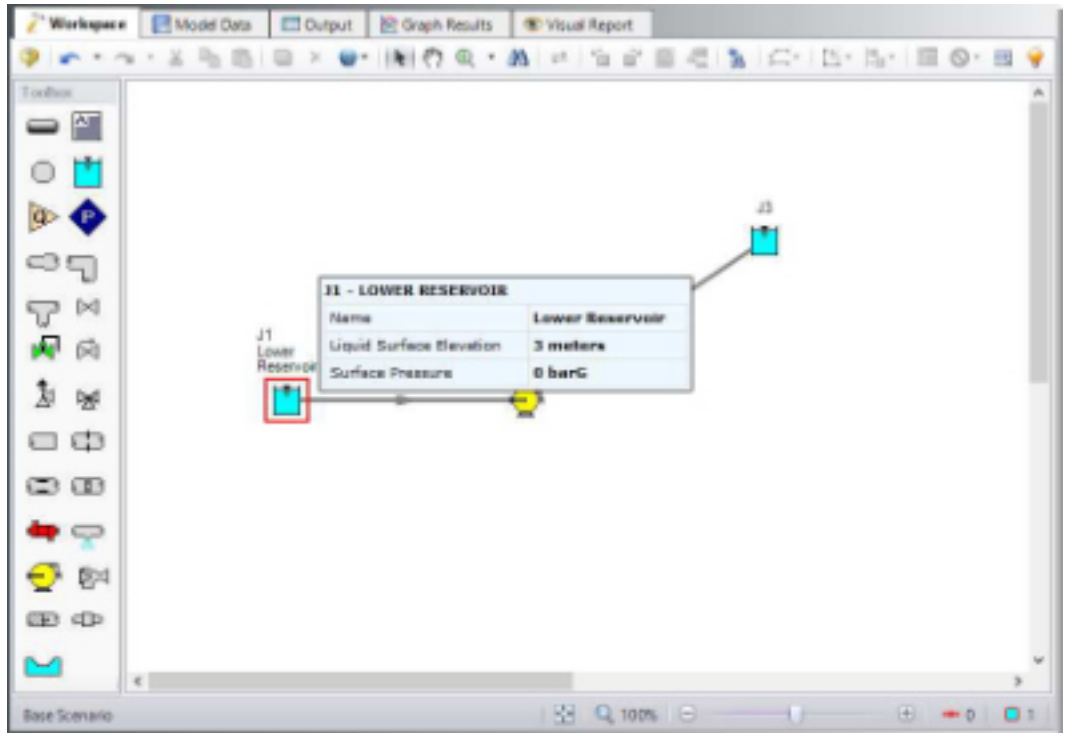 Workspace Model Data Output Graph Results Visual Report
Toolbox
J3
J1 - LOWER RESERVOIR
Name Lower Reservoir
Liquid Surface Elevation 3 meters
Surface Pressure 0 barG
J1
Lower
Reservoir
Base Scenario 100% 0 1